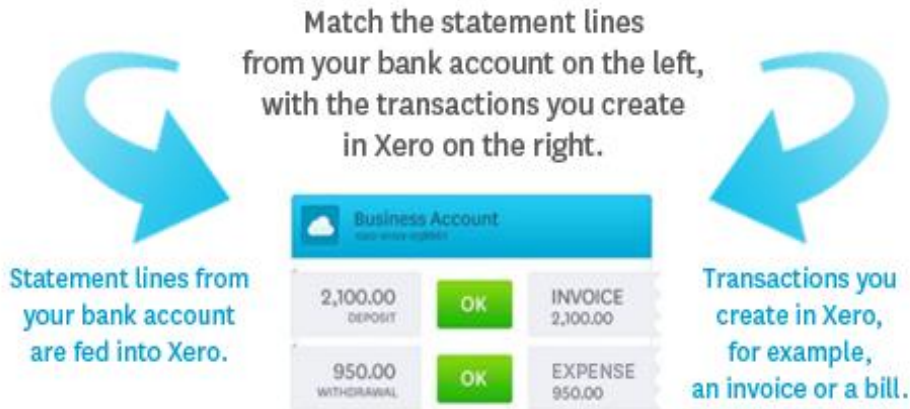 Match the statement lines
from your bank account on the left,
with the transactions you create
in Xero on the right.
Business Account
Statement lines from
your bank account
are fed into Xero.
2,100.00
DEPOSIT
OK
INVOICE
2,100.00
950.00
WITHDRAWAL
OK
EXPENSE
950.00
Transactions you
create in Xero,
for example,
an invoice or a bill.